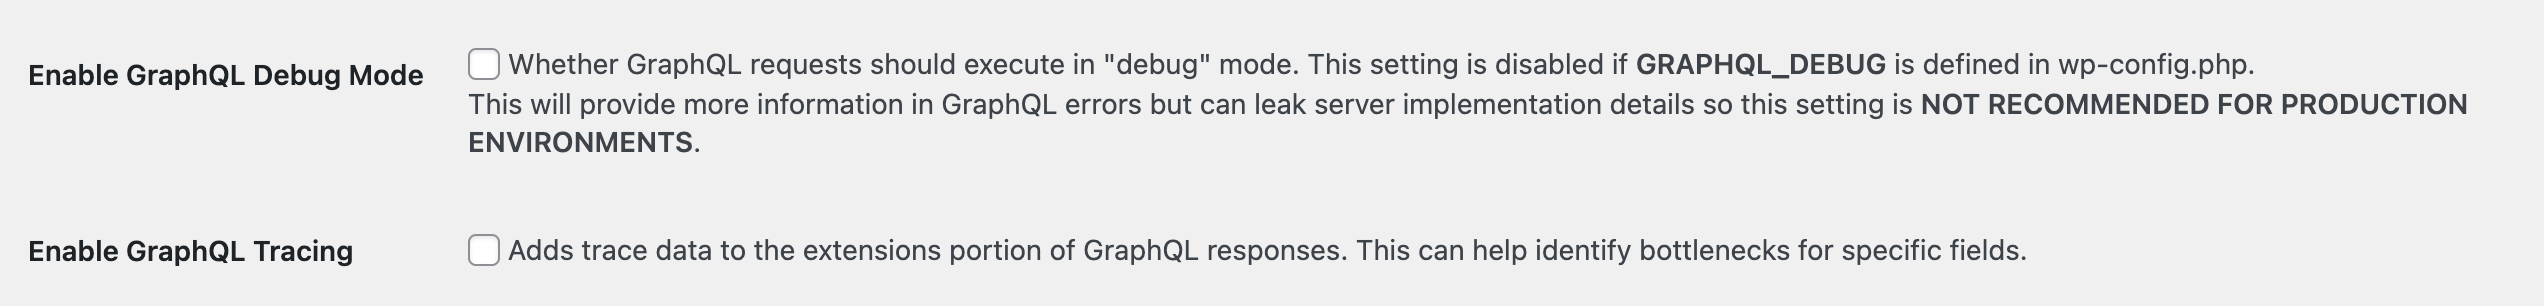 Enable GraphQL Debug Mode
Whether GraphQL requests should execute in "debug" mode. This setting is disabled if GRAPHQL_DEBUG is defined in wp-config.php.
This will provide more information in GraphQL errors but can leak server implementation details so this setting is NOT RECOMMENDED FOR PRODUCTION
ENVIRONMENTS.
Enable GraphQL Tracing
Adds trace data to the extensions portion of GraphQL responses. This can help identify bottlenecks for specific fields.